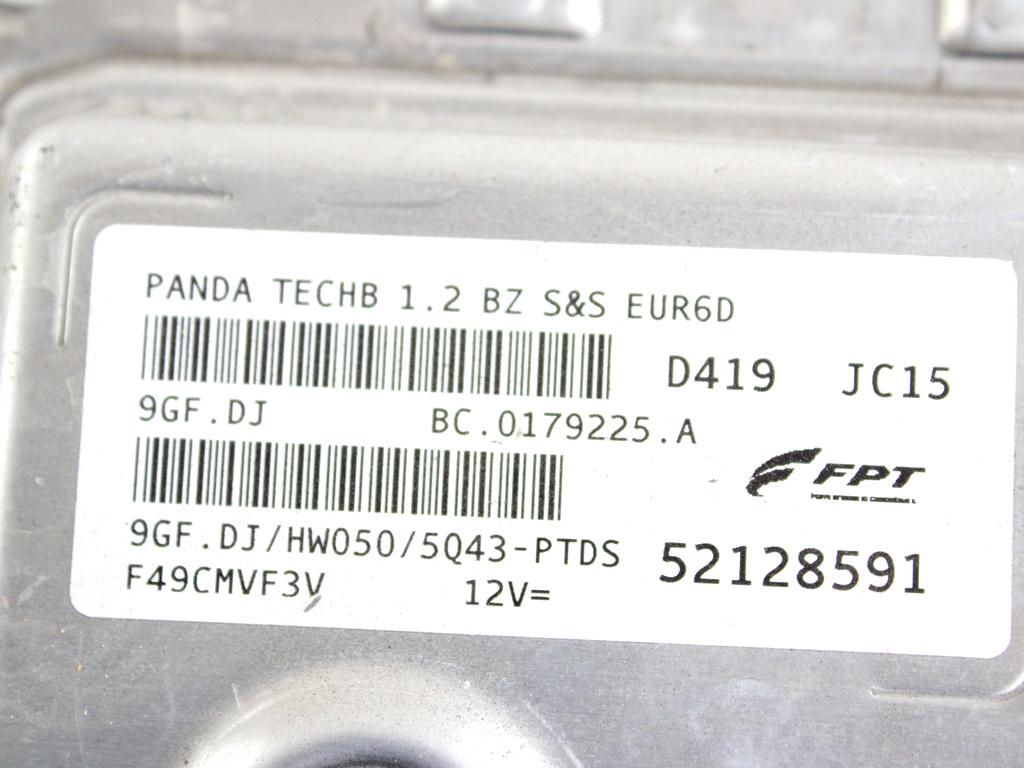 PANDA TECHB 1.2 BZ S&S EUR6D
D419 JC15
9GF.DJ BC.0179225.A
FPT
9GF.DJ/HW050/5Q43-PTDS 52128591
F49CMVF3V 12V=